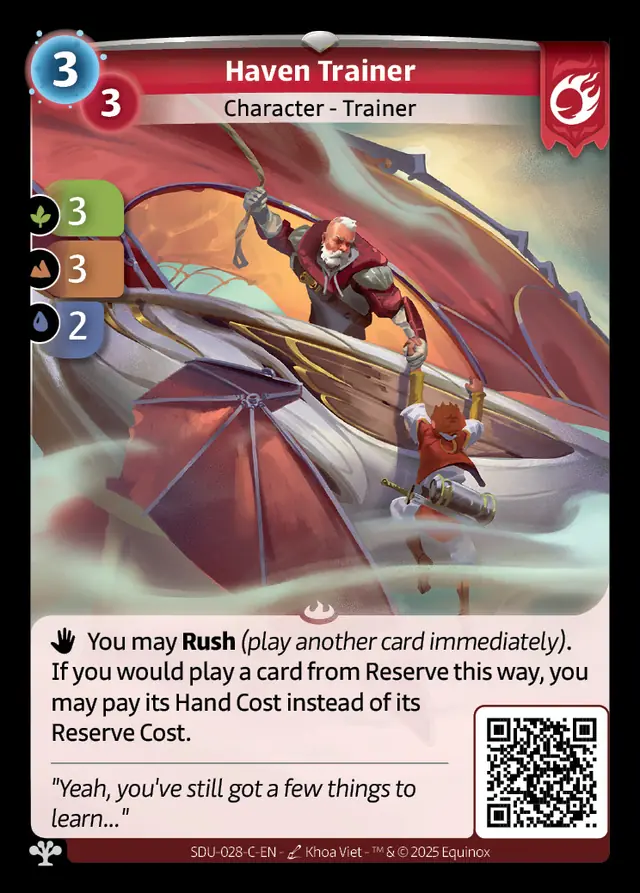 3
3
Haven Trainer
Character - Trainer
3
3
2
You may Rush (play another card immediately).
If you would play a card from Reserve this way, you
may pay its Hand Cost instead of its
Reserve Cost.
"Yeah, you've still got a few things to
learn..."
SDU-028-C-EN - Khoa Viet - ™ & © 2025 Equinox